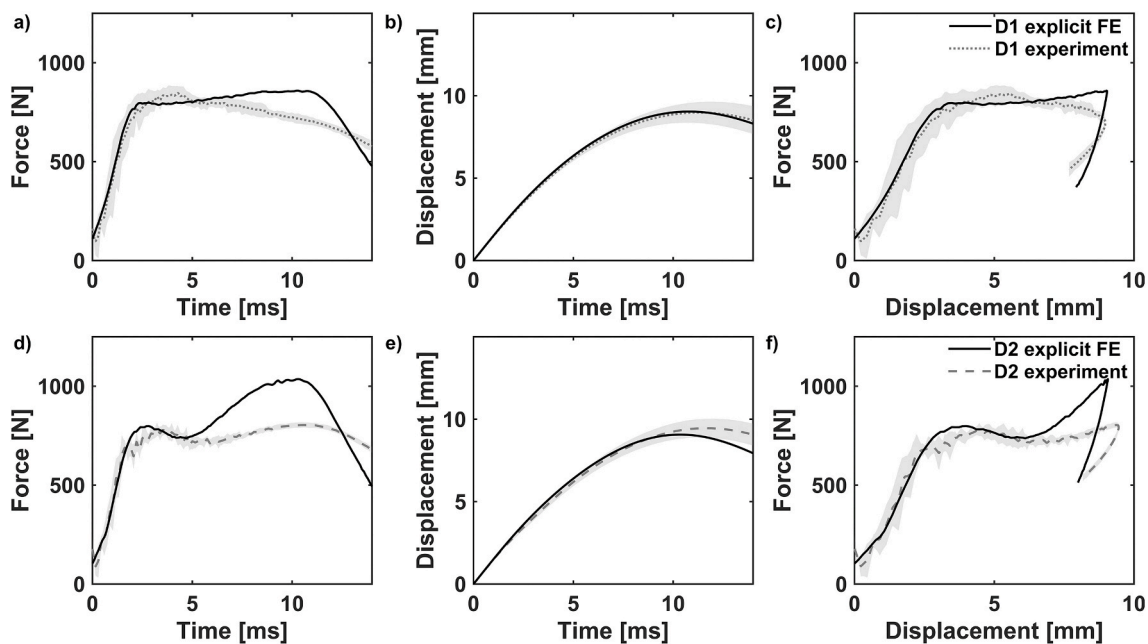 a)
Force [N]
1000
500
0
0 5 10
Time [ms]
b)
Displacement [mm]
10
5
0
0 5 10
Time [ms]
c)
D1 explicit FE
D1 experiment
Force [N]
1000
500
0
0 5 10
Displacement [mm]
d)
Force [N]
1000
500
0
0 5 10
Time [ms]
e)
Displacement [mm]
10
5
0
0 5 10
Time [ms]
f)
D2 explicit FE
D2 experiment
Force [N]
1000
500
0
0 5 10
Displacement [mm]